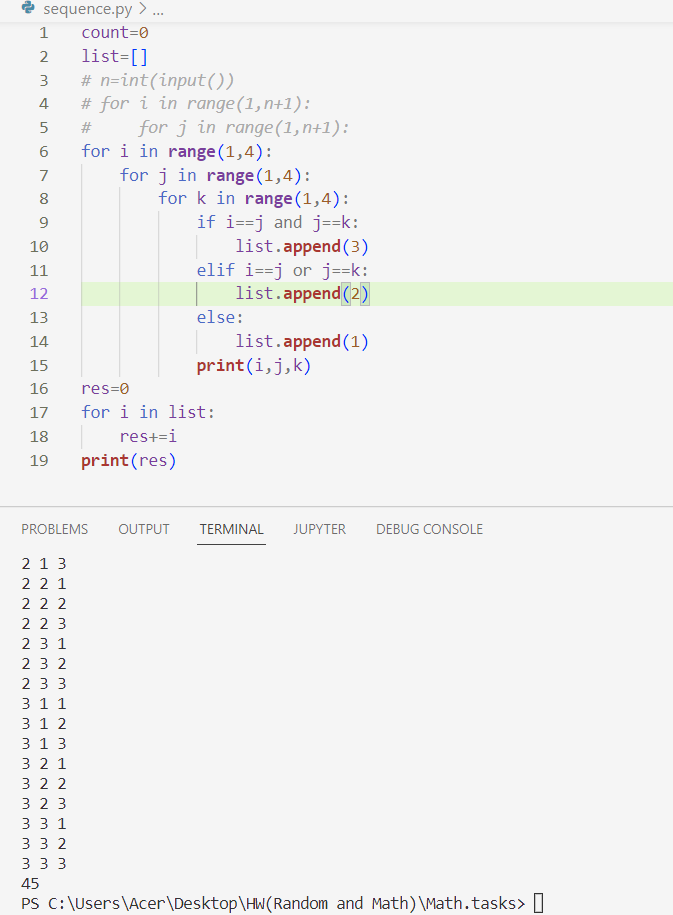 sequence.py > ...
1 count=0
2 list=[]
3 # n=int(input())
4 # for i in range(1,n+1):
5 #     for j in range(1,n+1):
6 for i in range(1,4):
7     for j in range(1,4):
8         for k in range(1,4):
9             if i==j and j==k:
10                 list.append(3)
11             elif i==j or j==k:
12                 list.append(2)
13             else:
14                 list.append(1)
15             print(i,j,k)
16 res=0
17 for i in list:
18     res+=i
19 print(res)
PROBLEMS OUTPUT TERMINAL JUPYTER DEBUG CONSOLE
2 1 3
2 2 1
2 2 2
2 2 3
2 3 1
2 3 2
2 3 3
3 1 1
3 1 2
3 1 3
3 2 1
3 2 2
3 2 3
3 3 1
3 3 2
3 3 3
45
PS C:\Users\Acer\Desktop\HW(Random and Math)\Math.tasks>